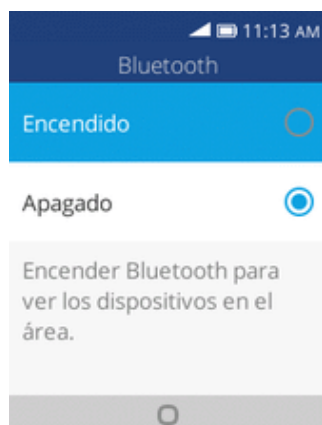 11:13 AM
Bluetooth
Encendido
Apagado
Encender Bluetooth para
ver los dispositivos en el
área.